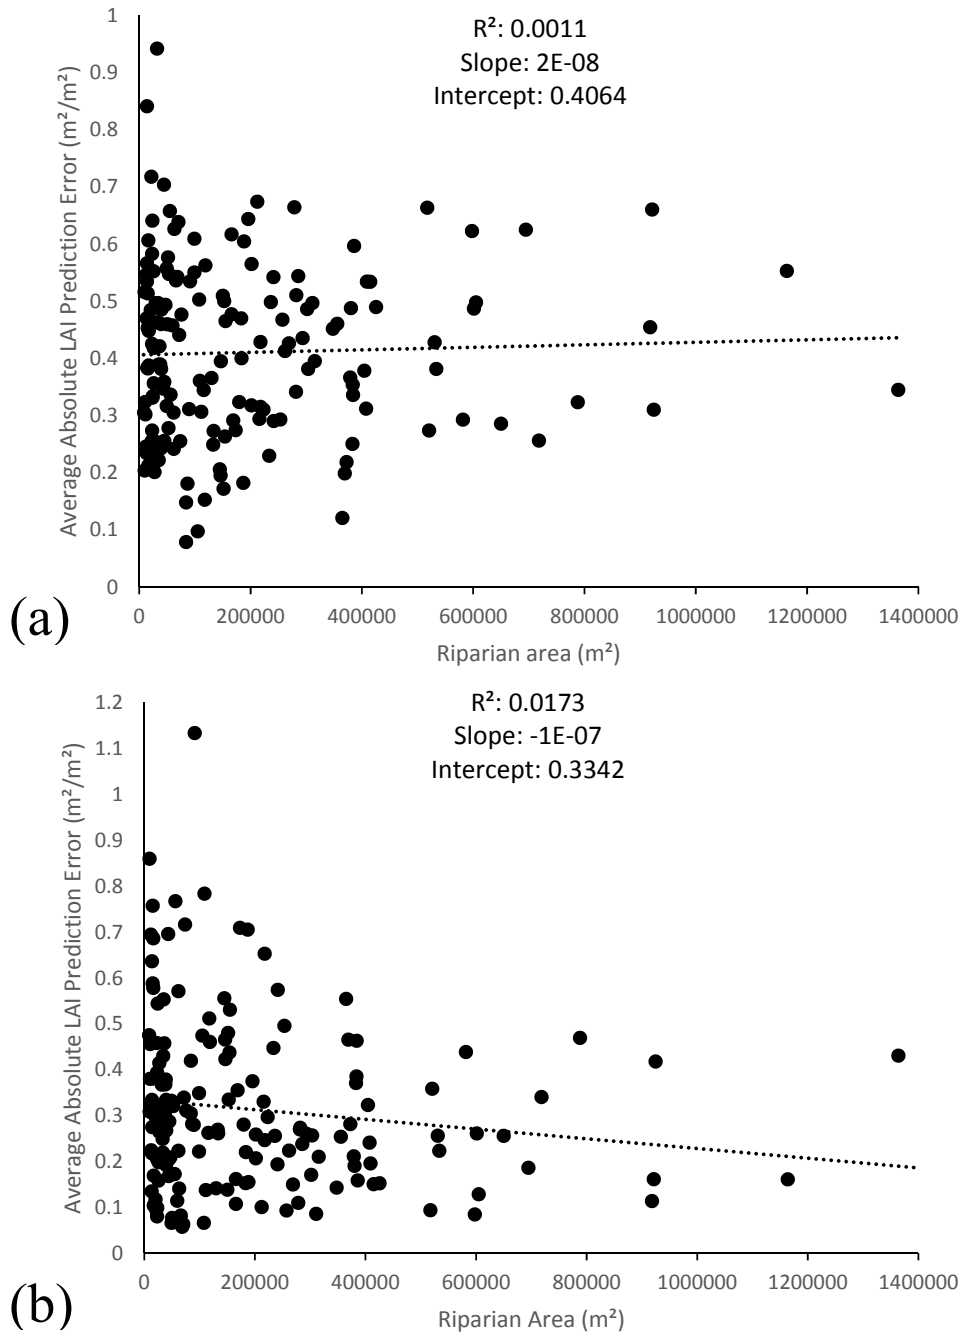 R²: 0.0011
Slope: 2E-08
Intercept: 0.4064
Average Absolute LAI Prediction Error (m²/m²)
1
0.9
0.8
0.7
0.6
0.5
0.4
0.3
0.2
0.1
0
0 200000 400000 600000 800000 1000000 1200000 1400000
Riparian area (m²)
(a)
R²: 0.0173
Slope: -1E-07
Intercept: 0.3342
Average Absolute LAI Prediction Error (m²/m²)
1.2
1.1
1
0.9
0.8
0.7
0.6
0.5
0.4
0.3
0.2
0.1
0
0 200000 400000 600000 800000 1000000 1200000 1400000
Riparian Area (m²)
(b)